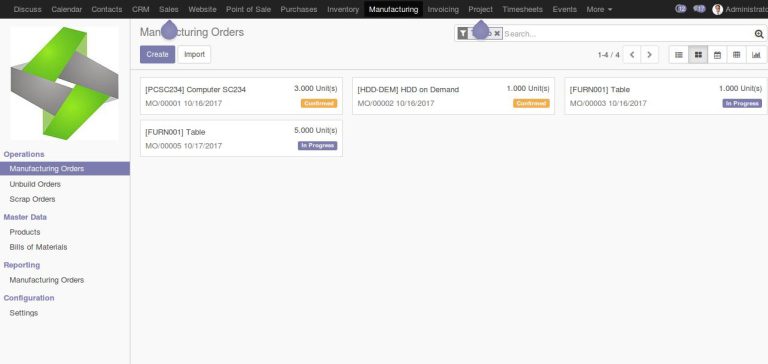 Discuss Calendar Contacts CRM Sales Website Point of Sale Purchases Inventory Manufacturing Invoicing Project Timesheets Events More 12 17 Administrato
Manufacturing Orders
Search...
Create Import
1-4 / 4
[PCSC234] Computer SC234 3.000 Unit(s)
MO/00001 10/16/2017 Confirmed
[HDD-DEM] HDD on Demand 1.000 Unit(s)
MO/00002 10/16/2017 Confirmed
[FURN001] Table 1.000 Unit(s)
MO/00003 10/16/2017 In Progress
[FURN001] Table 5.000 Unit(s)
MO/00005 10/17/2017 In Progress
Operations
Manufacturing Orders
Unbuild Orders
Scrap Orders
Master Data
Products
Bills of Materials
Reporting
Manufacturing Orders
Configuration
Settings